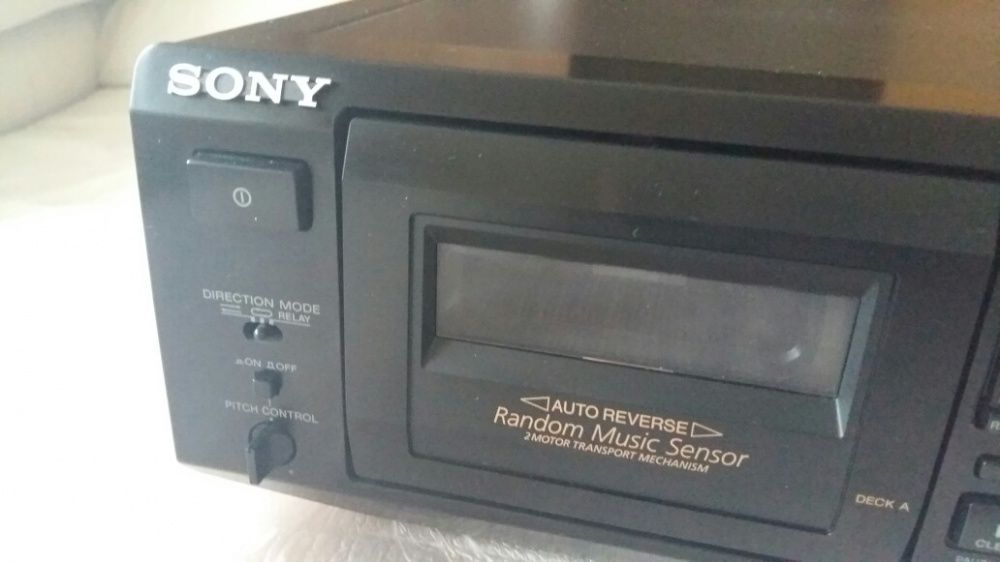 SONY
DIRECTION MODE
RELAY
ON OFF
PITCH CONTROL
AUTO REVERSE
Random Music Sensor
2 MOTOR TRANSPORT MECHANISM
DECK A